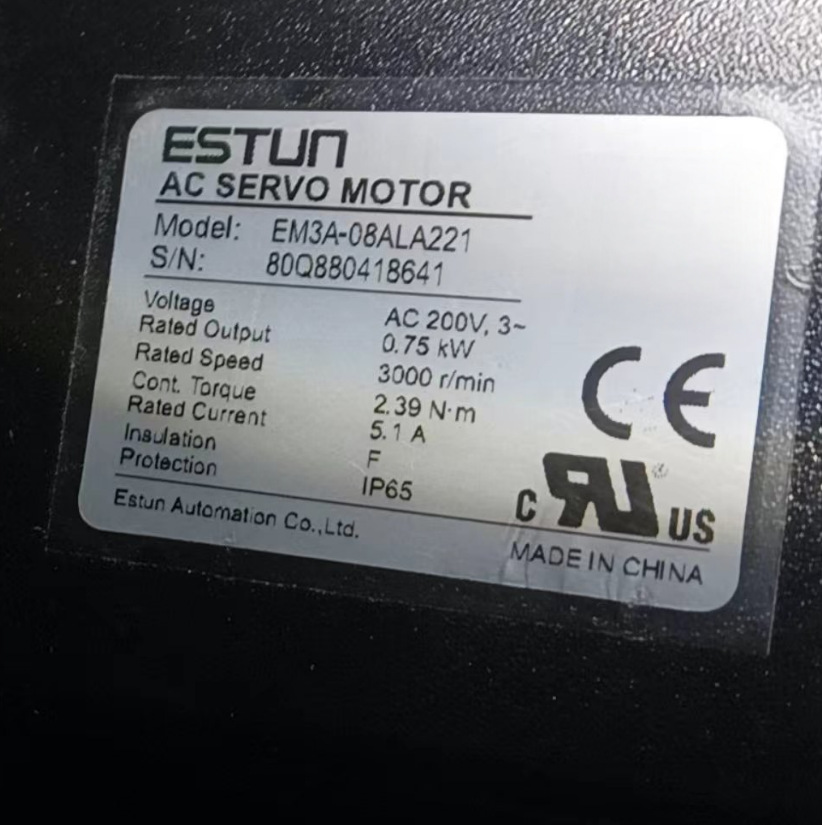 ESTUN
AC SERVO MOTOR
Model: EM3A-08ALA221
S/N: 80Q880418641
Voltage AC 200V, 3~
Rated Output 0.75 kW
Rated Speed 3000 r/min
Cont. Torque 2.39 N·m
Rated Current 5.1 A
Insulation F
Protection IP65
Estun Automation Co.,Ltd.
CE
c RU ® US
MADE IN CHINA